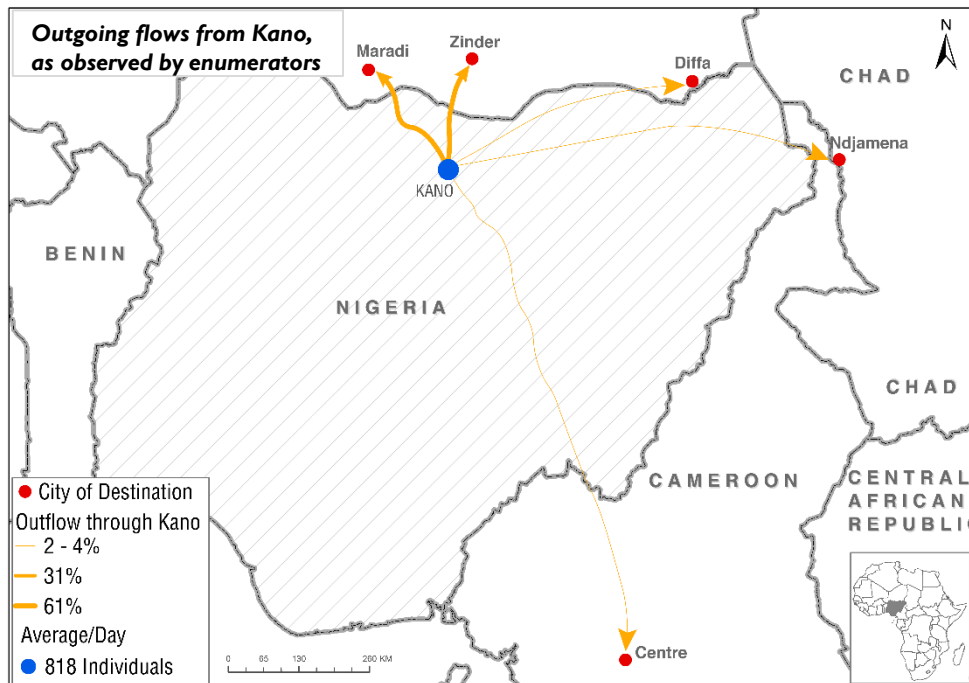 Outgoing flows from Kano,
as observed by enumerators
Maradi
Zinder
Diffa
N
CHAD
Ndjamena
KANO
BENIN
NIGERIA
CHAD
CAMEROON
CENTRAL
AFRICAN
REPUBLIC
City of Destination
Outflow through Kano
2 - 4%
31%
61%
Average/Day
818 Individuals
0 65 130 200 KM
Centre